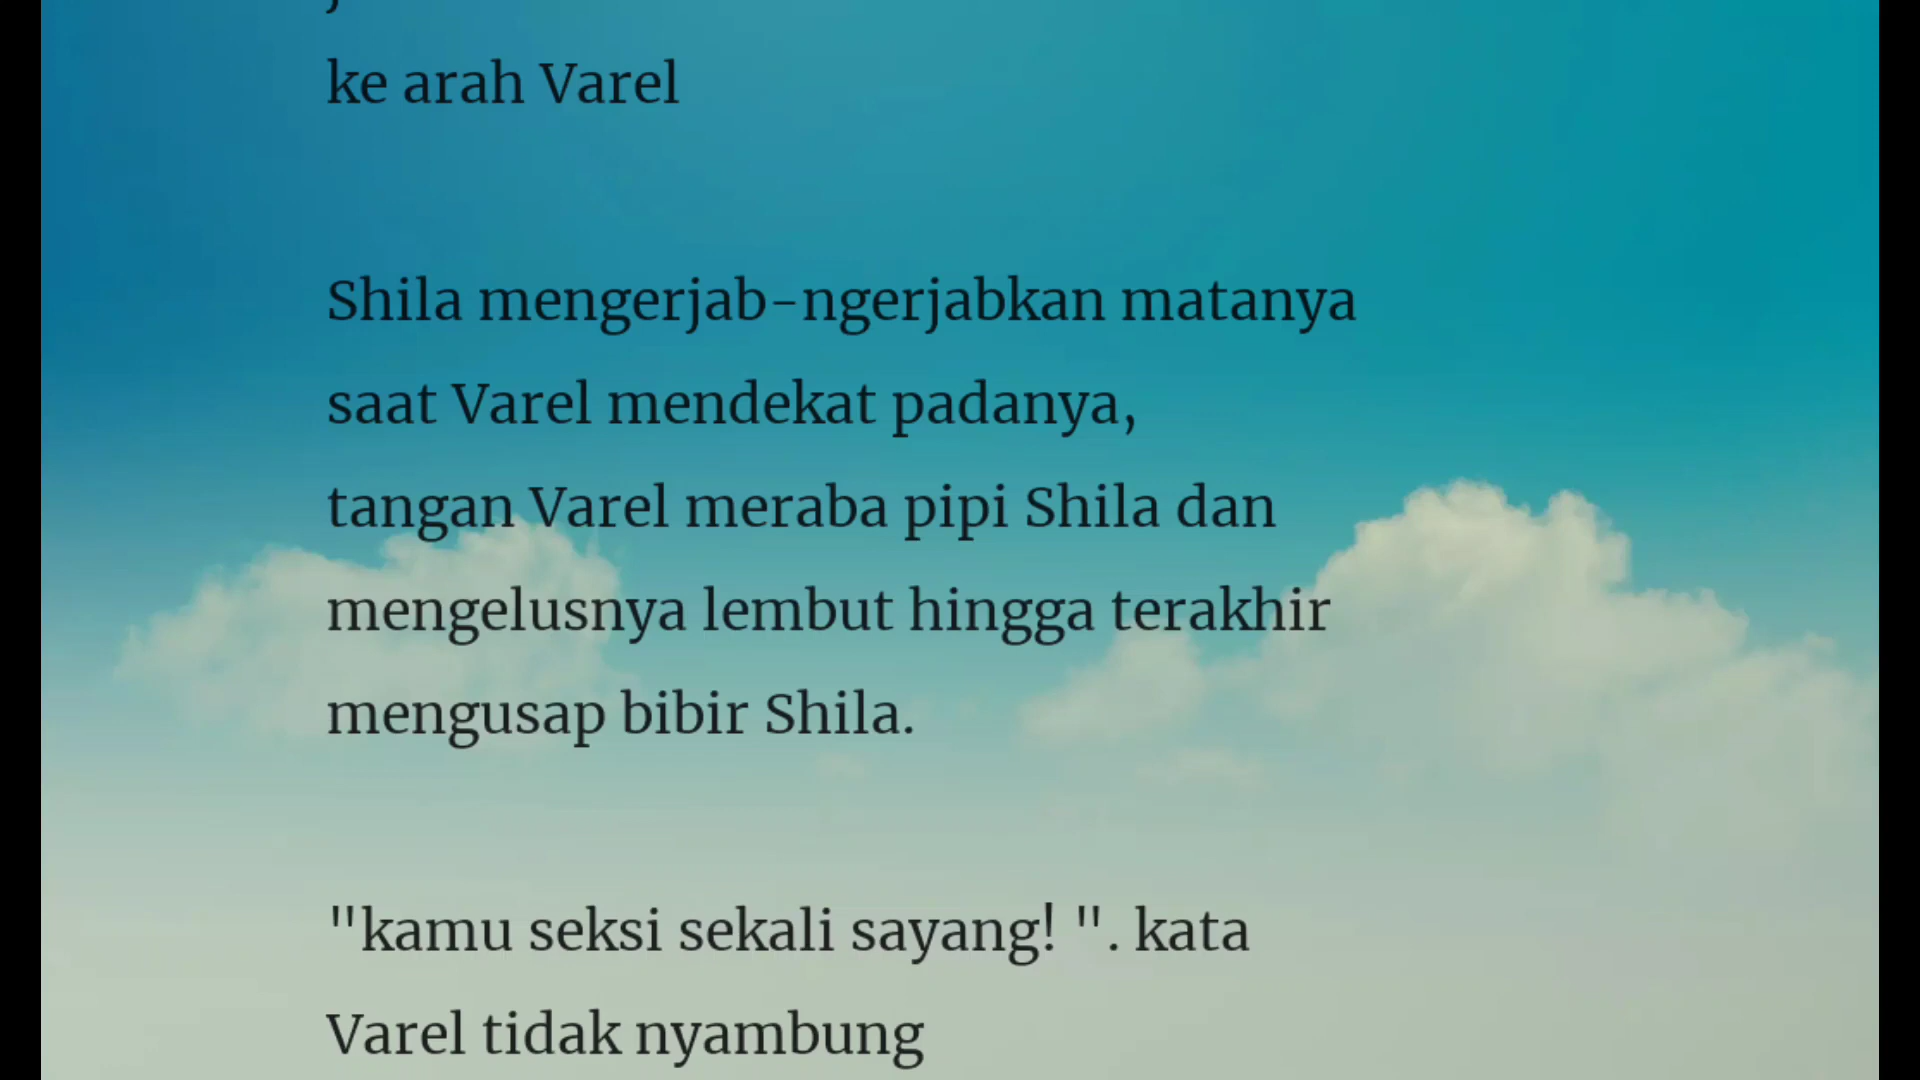 ke arah Varel
Shila mengerjab-ngerjabkan matanya
saat Varel mendekat padanya,
tangan Varel meraba pipi Shila dan
mengelusnya lembut hingga terakhir
mengusap bibir Shila.
"kamu seksi sekali sayang! ". kata
Varel tidak nyambung